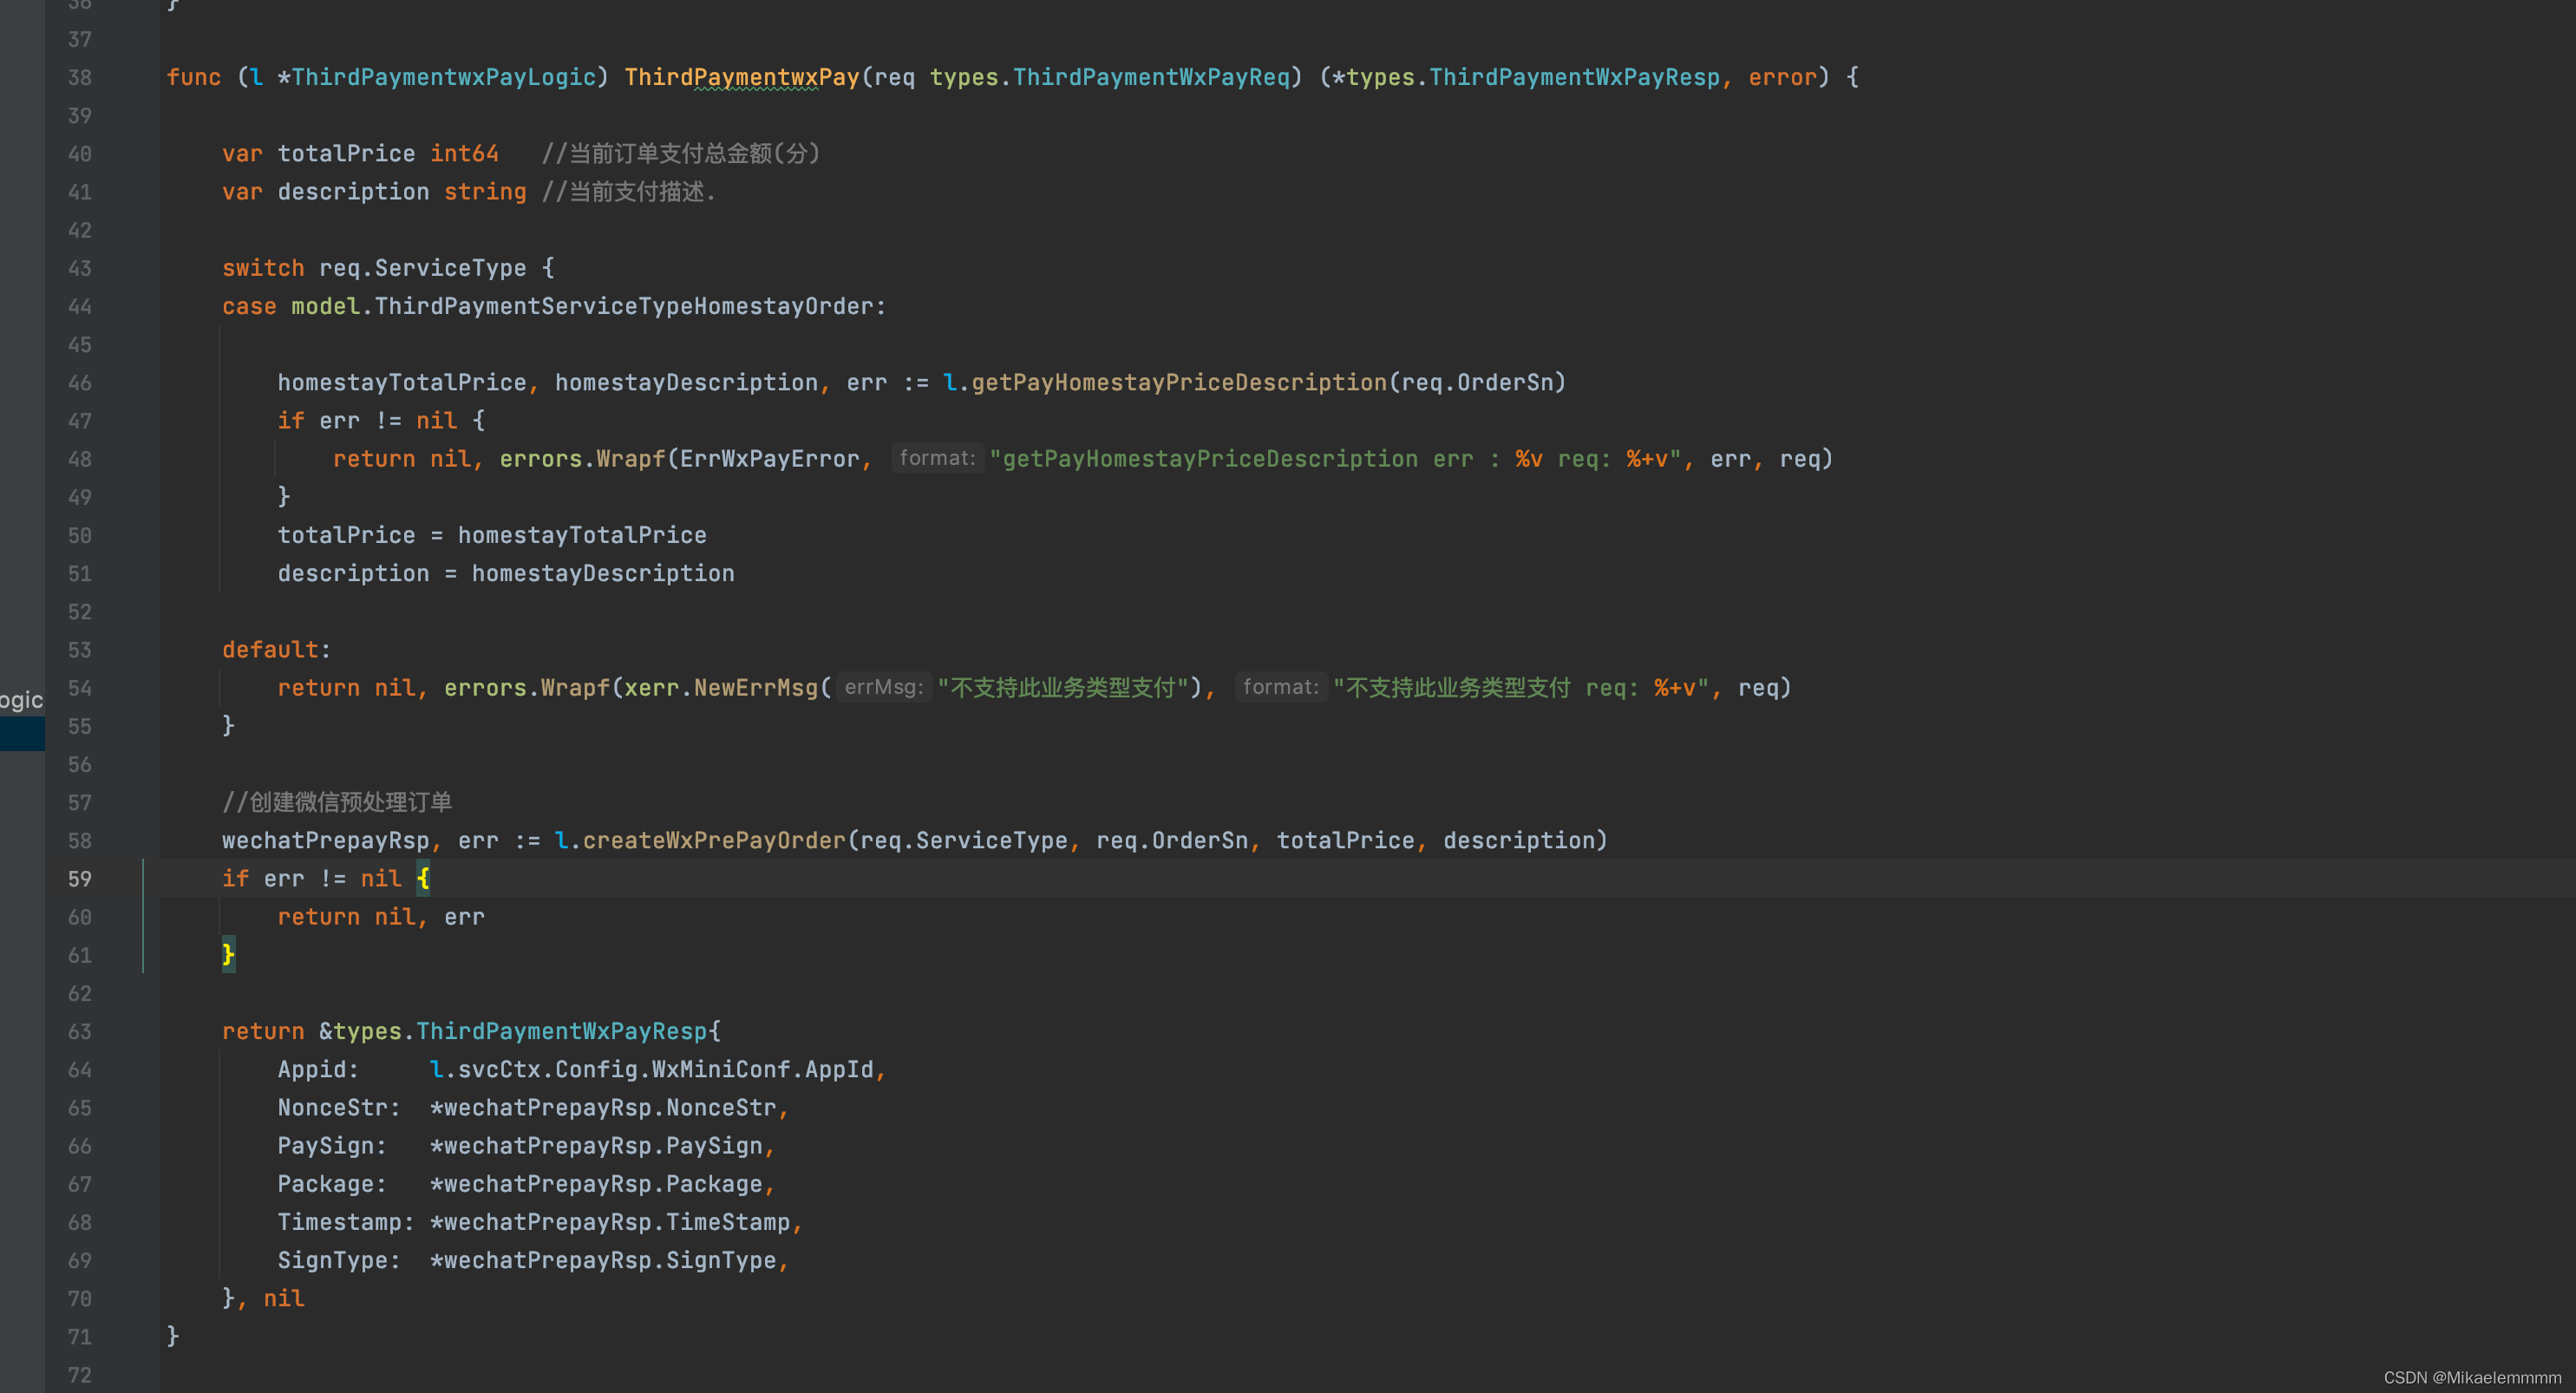 36 }
37
38 func (l *ThirdPaymentwxPayLogic) ThirdPaymentwxPay(req types.ThirdPaymentWxPayReq) (*types.ThirdPaymentWxPayResp, error) {
39
40 var totalPrice int64 //当前订单支付总金额(分)
41 var description string //当前支付描述.
42
43 switch req.ServiceType {
44 case model.ThirdPaymentServiceTypeHomestayOrder:
45
46 homestayTotalPrice, homestayDescription, err := l.getPayHomestayPriceDescription(req.OrderSn)
47 if err != nil {
48 return nil, errors.Wrapf(ErrWxPayError, format: "getPayHomestayPriceDescription err : %v req: %+v", err, req)
49 }
50 totalPrice = homestayTotalPrice
51 description = homestayDescription
52
53 default:
ogic
54 return nil, errors.Wrapf(xerr.NewErrMsg( errMsg: "不支持此业务类型支付"), format: "不支持此业务类型支付 req: %+v", req)
55 }
56
57 //创建微信预处理订单
58 wechatPrepayRsp, err := l.createWxPrePayOrder(req.ServiceType, req.OrderSn, totalPrice, description)
59 if err != nil {
60 return nil, err
61 }
62
63 return &types.ThirdPaymentWxPayResp{
64 Appid: l.svcCtx.Config.WxMiniConf.AppId,
65 NonceStr: *wechatPrepayRsp.NonceStr,
66 PaySign: *wechatPrepayRsp.PaySign,
67 Package: *wechatPrepayRsp.Package,
68 Timestamp: *wechatPrepayRsp.TimeStamp,
69 SignType: *wechatPrepayRsp.SignType,
70 }, nil
71 }
72
CSDN @Mikaelemmmm